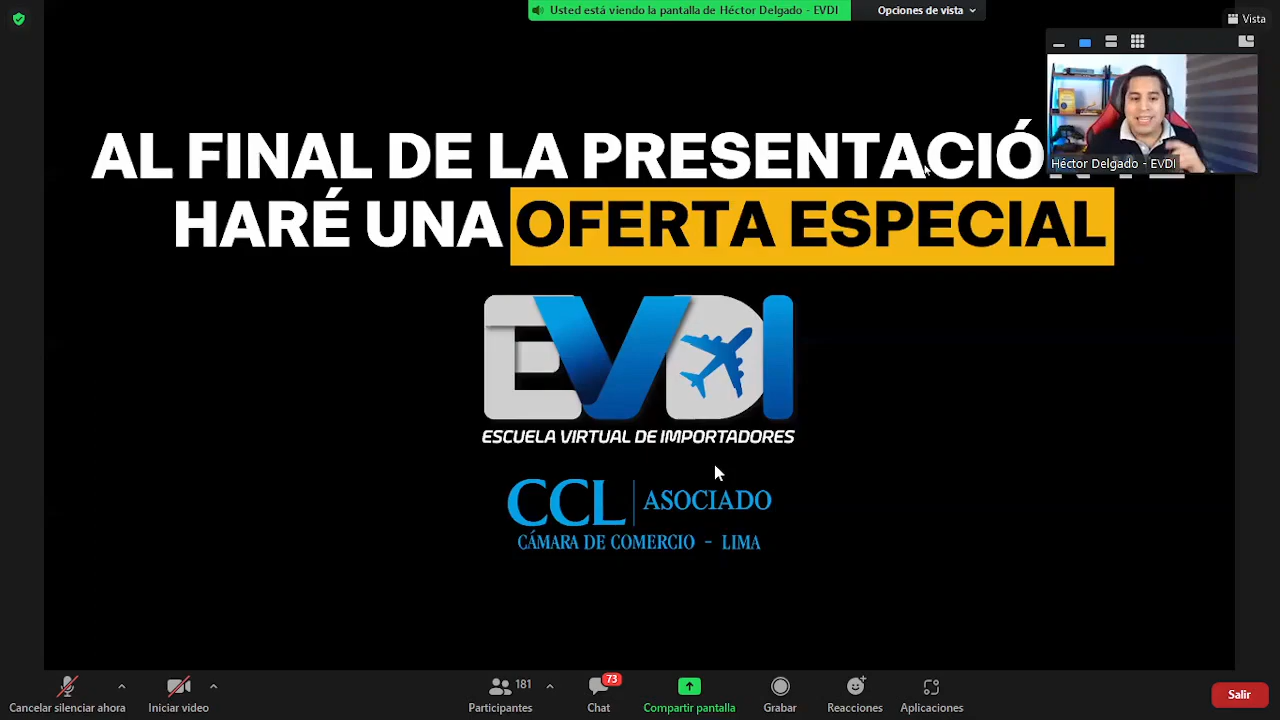 Usted está viendo la pantalla de Héctor Delgado - EVDI
Opciones de vista
Vista
Héctor Delgado - EVDI
AL FINAL DE LA PRESENTACIÓ
HARÉ UNA OFERTA ESPECIAL
EVDI
ESCUELA VIRTUAL DE IMPORTADORES
CCL ASOCIADO
CÁMARA DE COMERCIO - LIMA
Cancelar silenciar ahora
Iniciar video
181
Participantes
73
Chat
Compartir pantalla
Grabar
Reacciones
Aplicaciones
Salir